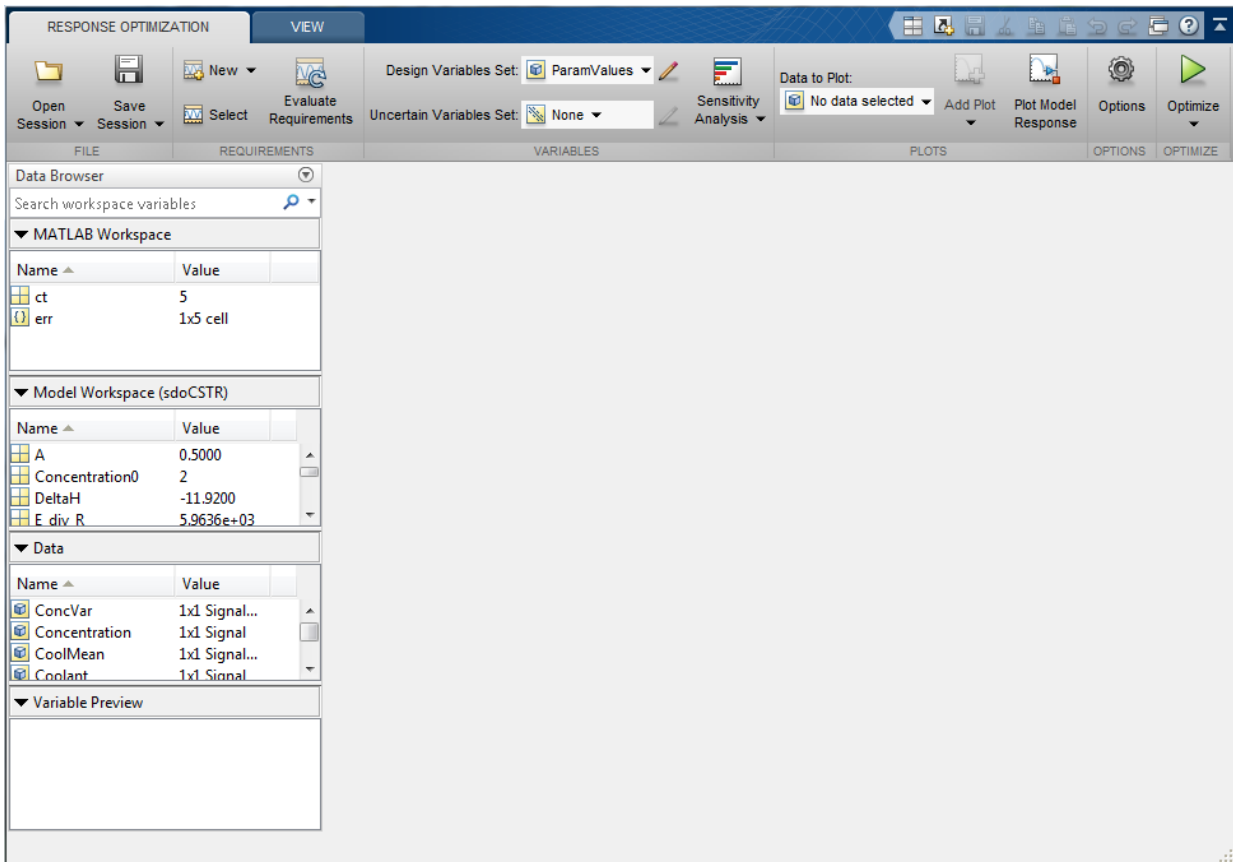 RESPONSE OPTIMIZATION VIEW
Open Session
Save Session
New
Select
Evaluate Requirements
Design Variables Set: ParamValues
Uncertain Variables Set: None
Sensitivity Analysis
Data to Plot:
No data selected
Add Plot
Plot Model Response
Options
Optimize
FILE REQUIREMENTS VARIABLES PLOTS OPTIONS OPTIMIZE
Data Browser
Search workspace variables
MATLAB Workspace
Name Value
ct 5
err 1x5 cell
Model Workspace (sdoCSTR)
Name Value
A 0.5000
Concentration0 2
DeltaH -11.9200
E_div_R 5.9636e+03
Data
Name Value
ConcVar 1x1 Signal...
Concentration 1x1 Signal
CoolMean 1x1 Signal...
Coolant 1x1 Signal
Variable Preview